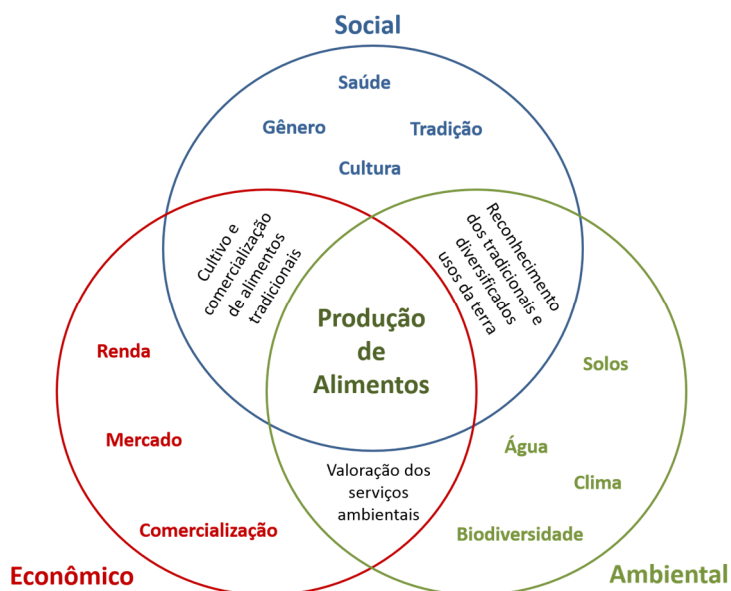 Social
Saúde
Gênero
Tradição
Cultura
Cultivo e
comercialização
de alimentos
tradicionais
Reconhecimento
dos tradicionais e
diversificados
usos da terra
Produção
de
Alimentos
Renda
Mercado
Comercialização
Solos
Água
Clima
Biodiversidade
Valoração dos
serviços
ambientais
Econômico
Ambiental